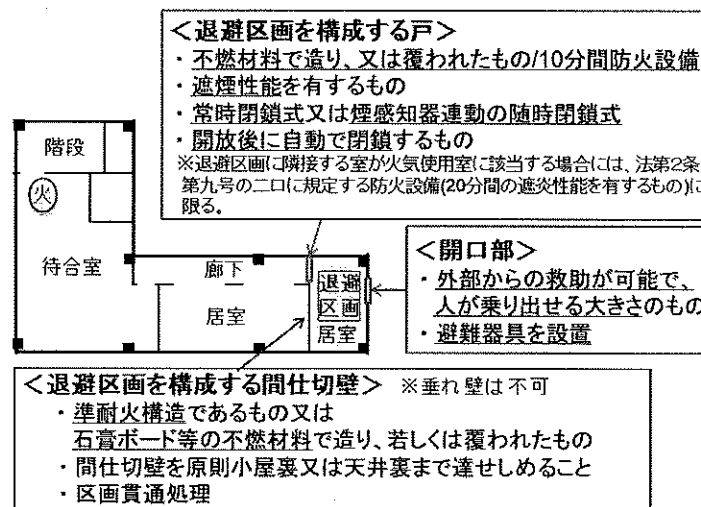 ＜退避区画を構成する戸＞
・不燃材料で造り、又は覆われたもの/10分間防火設備
・遮煙性能を有するもの
・常時閉鎖式又は煙感知器連動の随時閉鎖式
・開放後に自動で閉鎖するもの
※退避区画に隣接する室が火気使用室に該当する場合には、法第2条
第九号の二ロに規定する防火設備(20分間の遮炎性能を有するもの)に
限る。
階段
火
待合室
廊下
居室
退避
区画
居室
＜開口部＞
・外部からの救助が可能で、
人が乗り出せる大きさのもの
・避難器具を設置
＜退避区画を構成する間仕切壁＞ ※垂れ壁は不可
・準耐火構造であるもの又は
石膏ボード等の不燃材料で造り、若しくは覆われたもの
・間仕切壁を原則小屋裏又は天井裏まで達せしめること
・区画貫通処理